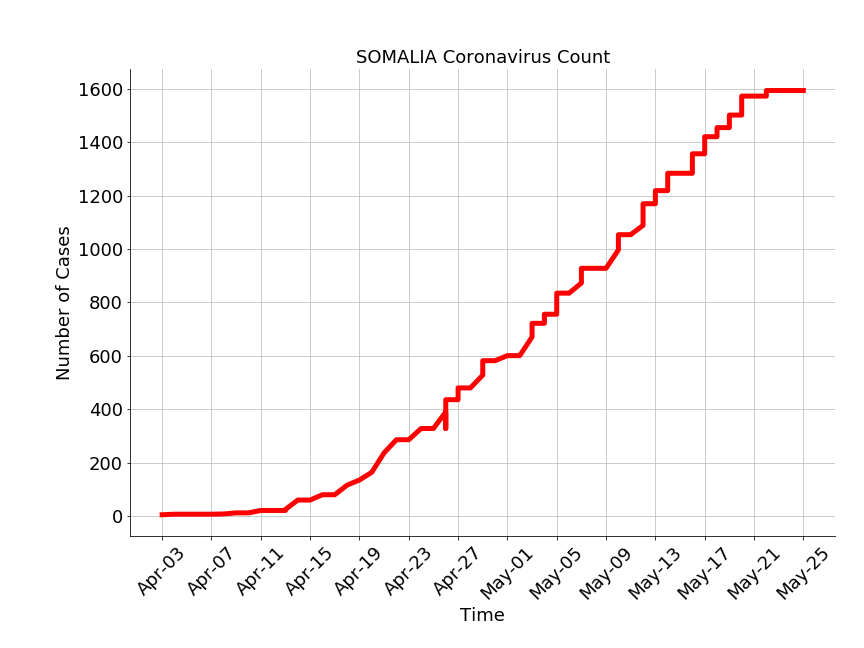 SOMALIA Coronavirus Count
1600
1400
1200
1000
800
600
400
200
0
Number of Cases
Apr-03
Apr-07
Apr-11
Apr-15
Apr-19
Apr-23
Apr-27
May-01
May-05
May-09
May-13
May-17
May-21
May-25
Time